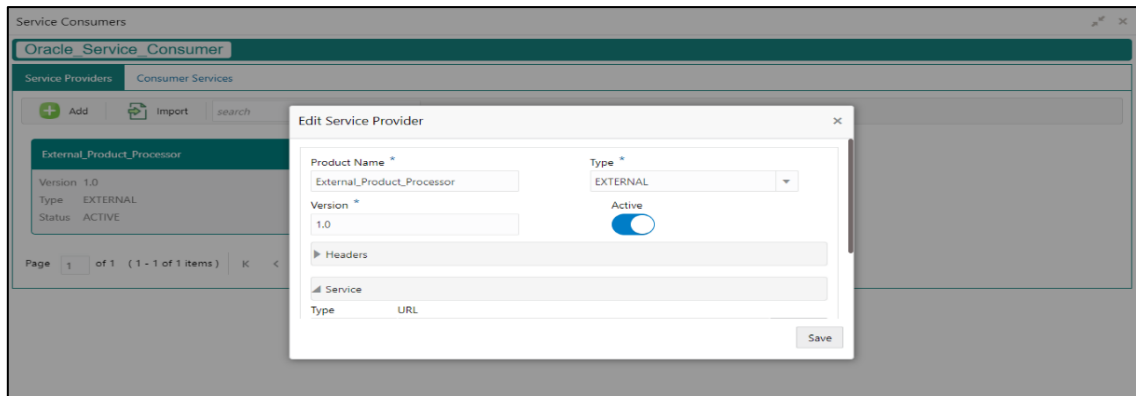 Service Consumers
Oracle_Service_Consumer
Service Providers Consumer Services
Add Import search
External_Product_Processor
Version 1.0
Type EXTERNAL
Status ACTIVE
Page 1 of 1 (1 - 1 of 1 items)
Edit Service Provider
Product Name * Type *
External_Product_Processor EXTERNAL
Version * Active
1.0
Headers
Service
Type URL
Save